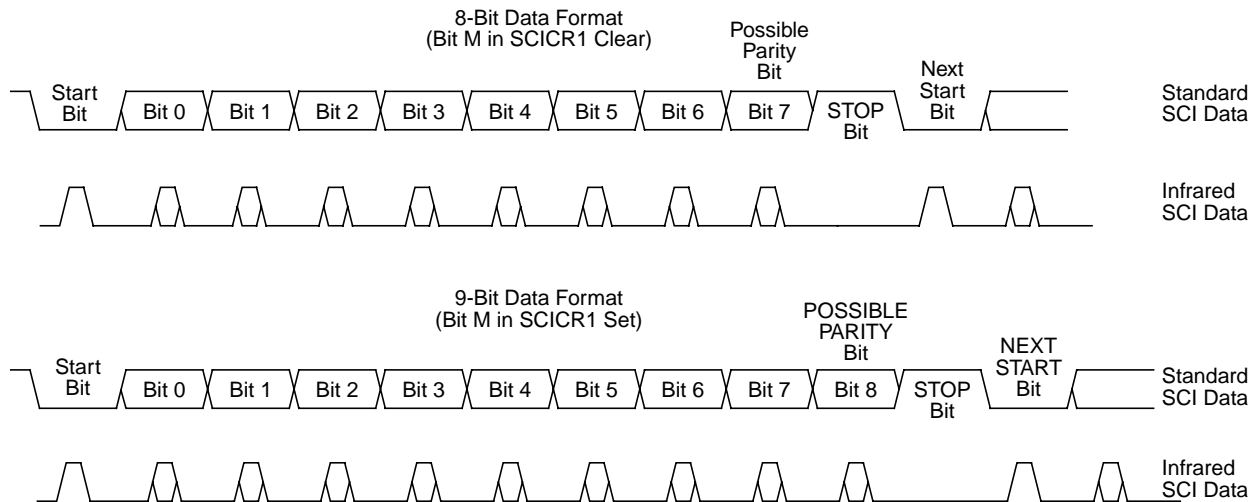 8-Bit Data Format
(Bit M in SCICR1 Clear)
Possible
Parity
Bit
Start
Bit
Bit 0
Bit 1
Bit 2
Bit 3
Bit 4
Bit 5
Bit 6
Bit 7
STOP
Bit
Next
Start
Bit
Standard
SCI Data
Infrared
SCI Data
9-Bit Data Format
(Bit M in SCICR1 Set)
POSSIBLE
PARITY
Bit
Start
Bit
Bit 0
Bit 1
Bit 2
Bit 3
Bit 4
Bit 5
Bit 6
Bit 7
Bit 8
STOP
Bit
NEXT
START
Bit
Standard
SCI Data
Infrared
SCI Data